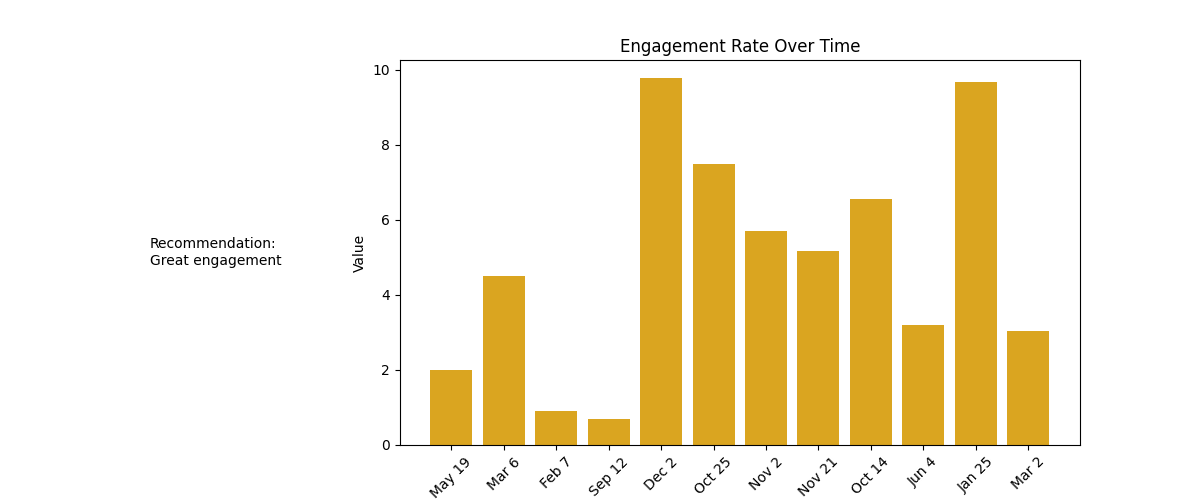 Engagement Rate Over Time
Recommendation:
Great engagement
Value
10
8
6
4
2
0
May 19
Mar 6
Feb 7
Sep 12
Dec 2
Oct 25
Nov 2
Nov 21
Oct 14
Jun 4
Jan 25
Mar 2